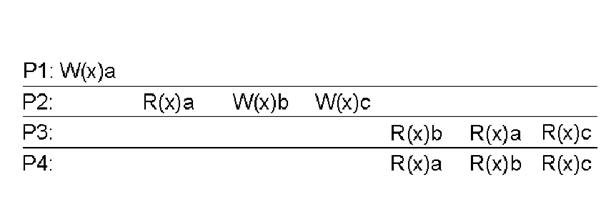 P1: W(x)a
P2: R(x)a W(x)b W(x)c
P3: R(x)b R(x)a R(x)c
P4: R(x)a R(x)b R(x)c